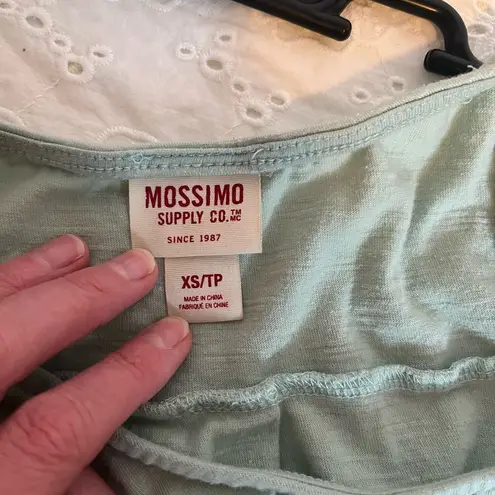 MOSSIMO
SUPPLY CO.™ MC
SINCE 1987
XS/TP
MADE IN CHINA
FABRIQUÉ EN CHINE